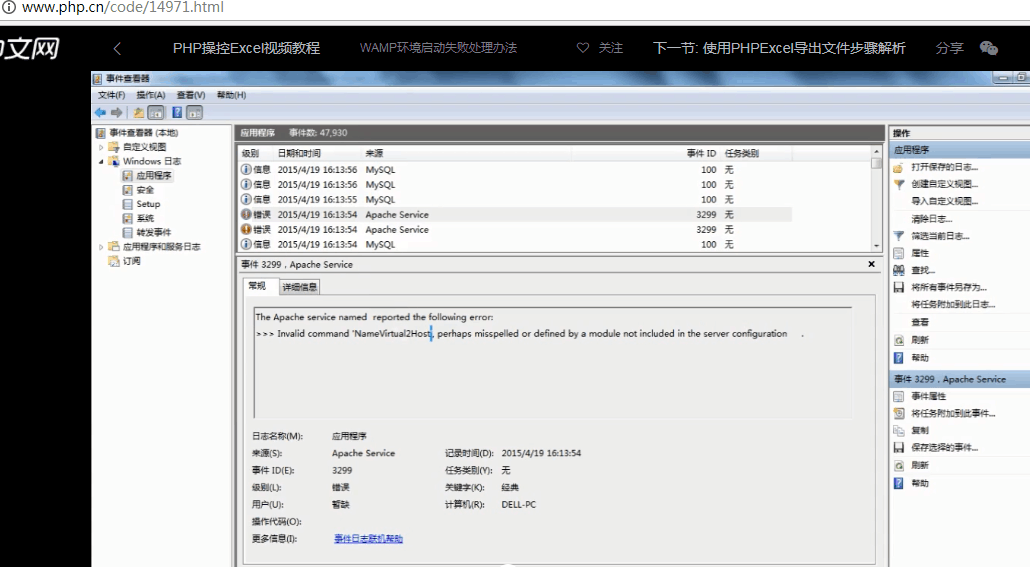 www.php.cn/code/14971.html
中文网
PHP操控Excel视频教程
WAMP环境启动失败处理办法
关注
下一节: 使用PHPExcel导出文件步骤解析
分享
事件查看器
文件(F) 操作(A) 查看(V) 帮助(H)
事件查看器 (本地)
自定义视图
Windows 日志
应用程序
安全
Setup
系统
转发事件
应用程序和服务日志
订阅
应用程序 事件数: 47,930
级别 日期和时间 来源 事件 ID 任务类别
信息 2015/4/19 16:13:56 MySQL 100 无
信息 2015/4/19 16:13:56 MySQL 100 无
信息 2015/4/19 16:13:55 MySQL 100 无
错误 2015/4/19 16:13:54 Apache Service 3299 无
错误 2015/4/19 16:13:54 Apache Service 3299 无
信息 2015/4/19 16:13:54 MySQL 100 无
事件 3299，Apache Service
常规 详细信息
The Apache service named reported the following error:
>>> Invalid command 'NameVirtual2Host, perhaps misspelled or defined by a module not included in the server configuration .
日志名称(M): 应用程序
来源(S): Apache Service 记录时间(D): 2015/4/19 16:13:54
事件 ID(E): 3299 任务类别(Y): 无
级别(L): 错误 关键字(K): 经典
用户(U): 暂缺 计算机(R): DELL-PC
操作代码(O):
更多信息(I): 事件日志联机帮助
操作
应用程序
打开保存的日志...
创建自定义视图...
导入自定义视图...
清除日志...
筛选当前日志...
属性
查找...
将所有事件另存为...
将任务附加到此日志...
查看
刷新
帮助
事件 3299，Apache Service
事件属性
将任务附加到此事件...
复制
保存选择的事件...
刷新
帮助